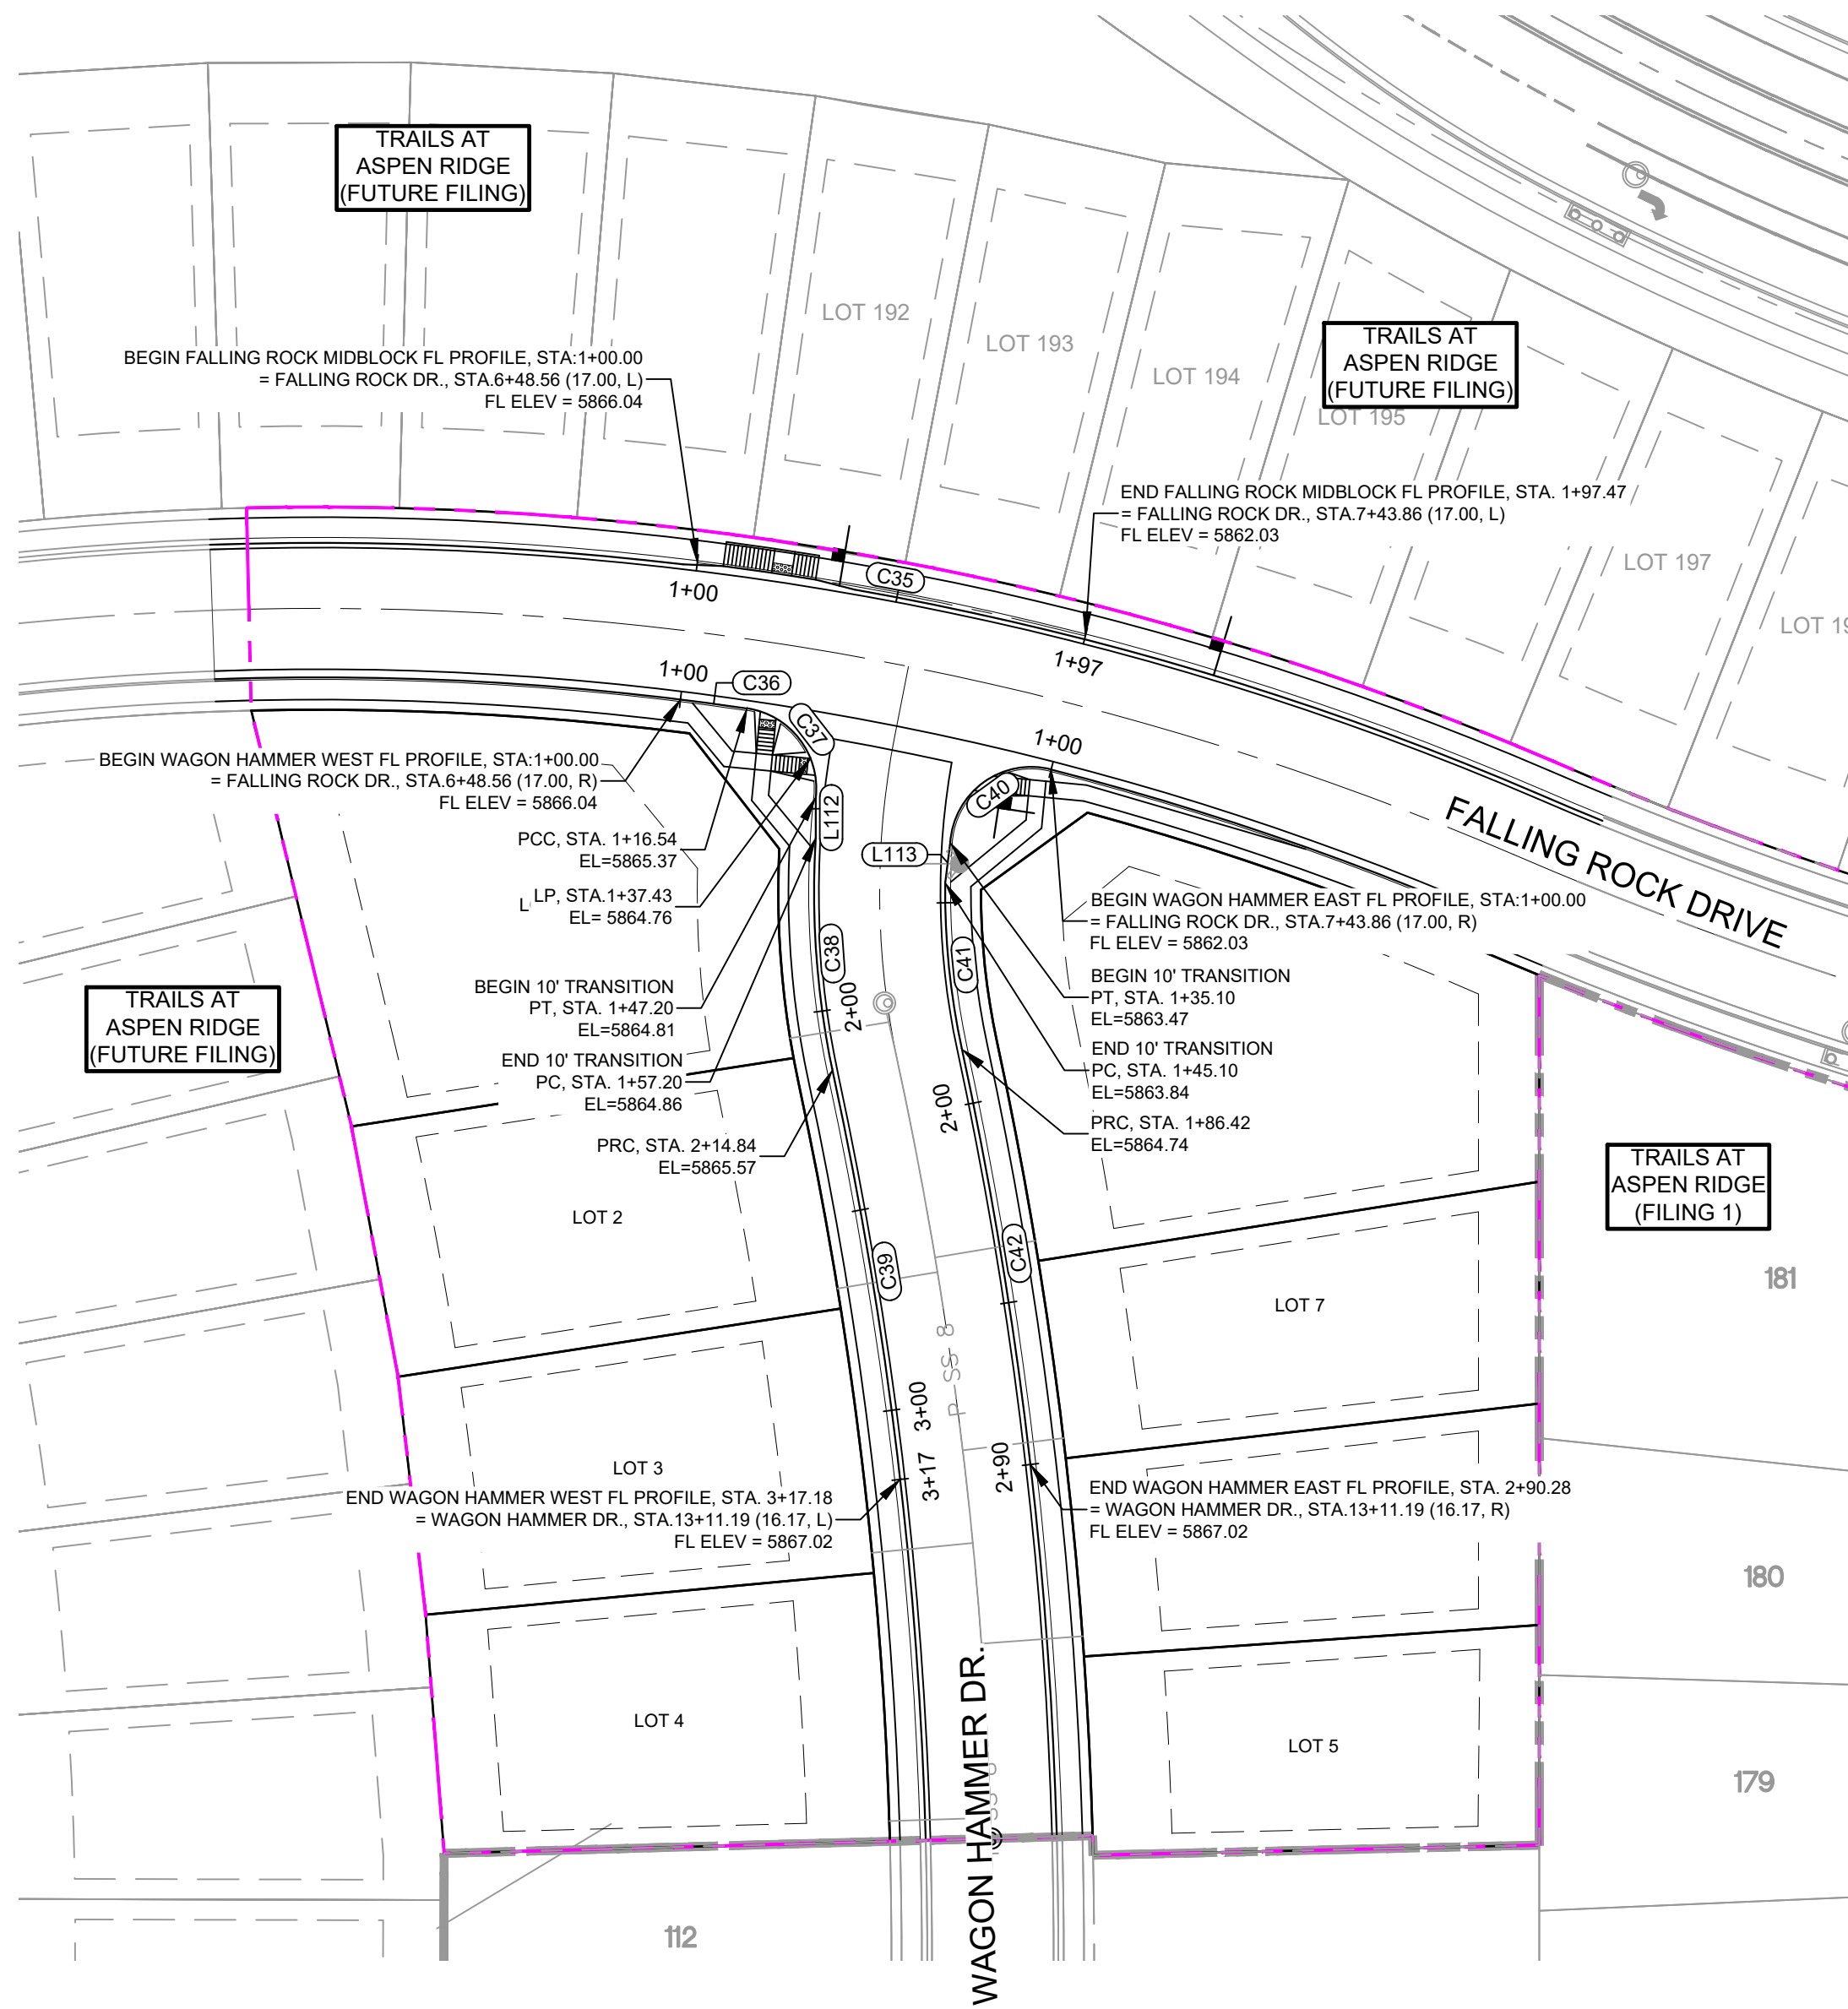 TRAILS AT
ASPEN RIDGE
(FUTURE FILING)
LOT 192
LOT 193
LOT 194
LOT 195
TRAILS AT
ASPEN RIDGE
(FUTURE FILING)
LOT 197
BEGIN FALLING ROCK MIDBLOCK FL PROFILE, STA:1+00.00
= FALLING ROCK DR., STA.6+48.56 (17.00, L)
FL ELEV = 5866.04
END FALLING ROCK MIDBLOCK FL PROFILE, STA. 1+97.47
= FALLING ROCK DR., STA.7+43.86 (17.00, L)
FL ELEV = 5862.03
1+00
C35
1+97
1+00
C36
C37
1+00
C40
L112
L113
FALLING ROCK DRIVE
BEGIN WAGON HAMMER WEST FL PROFILE, STA:1+00.00
= FALLING ROCK DR., STA.6+48.56 (17.00, R)
FL ELEV = 5866.04
PCC, STA. 1+16.54
EL=5865.37
LP, STA.1+37.43
EL= 5864.76
BEGIN 10' TRANSITION
PT, STA. 1+47.20
EL=5864.81
END 10' TRANSITION
PC, STA. 1+57.20
EL=5864.86
PRC, STA. 2+14.84
EL=5865.57
BEGIN WAGON HAMMER EAST FL PROFILE, STA:1+00.00
= FALLING ROCK DR., STA.7+43.86 (17.00, R)
FL ELEV = 5862.03
BEGIN 10' TRANSITION
PT, STA. 1+35.10
EL=5863.47
END 10' TRANSITION
PC, STA. 1+45.10
EL=5863.84
PRC, STA. 1+86.42
EL=5864.74
C38
C41
2+00
2+00
TRAILS AT
ASPEN RIDGE
(FUTURE FILING)
TRAILS AT
ASPEN RIDGE
(FILING 1)
LOT 2
C39
C42
LOT 7
181
P SS 8
LOT 3
3+00
3+17
2+90
END WAGON HAMMER WEST FL PROFILE, STA. 3+17.18
= WAGON HAMMER DR., STA.13+11.19 (16.17, L)
FL ELEV = 5867.02
END WAGON HAMMER EAST FL PROFILE, STA. 2+90.28
= WAGON HAMMER DR., STA.13+11.19 (16.17, R)
FL ELEV = 5867.02
180
LOT 4
LOT 5
179
WAGON HAMMER DR.
112